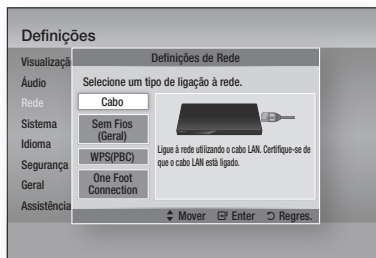 Definições
Visualizaçã
Áudio
Rede
Sistema
Idioma
Segurança
Geral
Assistência
Definições de Rede
Selecione um tipo de ligação à rede.
Cabo
Sem Fios
(Geral)
WPS(PBC)
One Foot
Connection
Ligue à rede utilizando o cabo LAN. Certifique-se de
que o cabo LAN está ligado.
Mover Enter Regres.